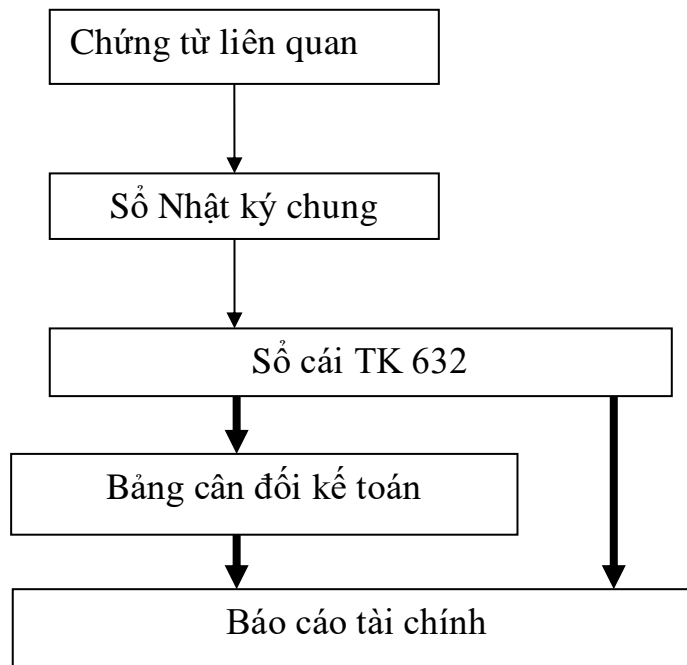 Chứng từ liên quan
Sổ Nhật ký chung
Sổ cái TK 632
Bảng cân đối kế toán
Báo cáo tài chính